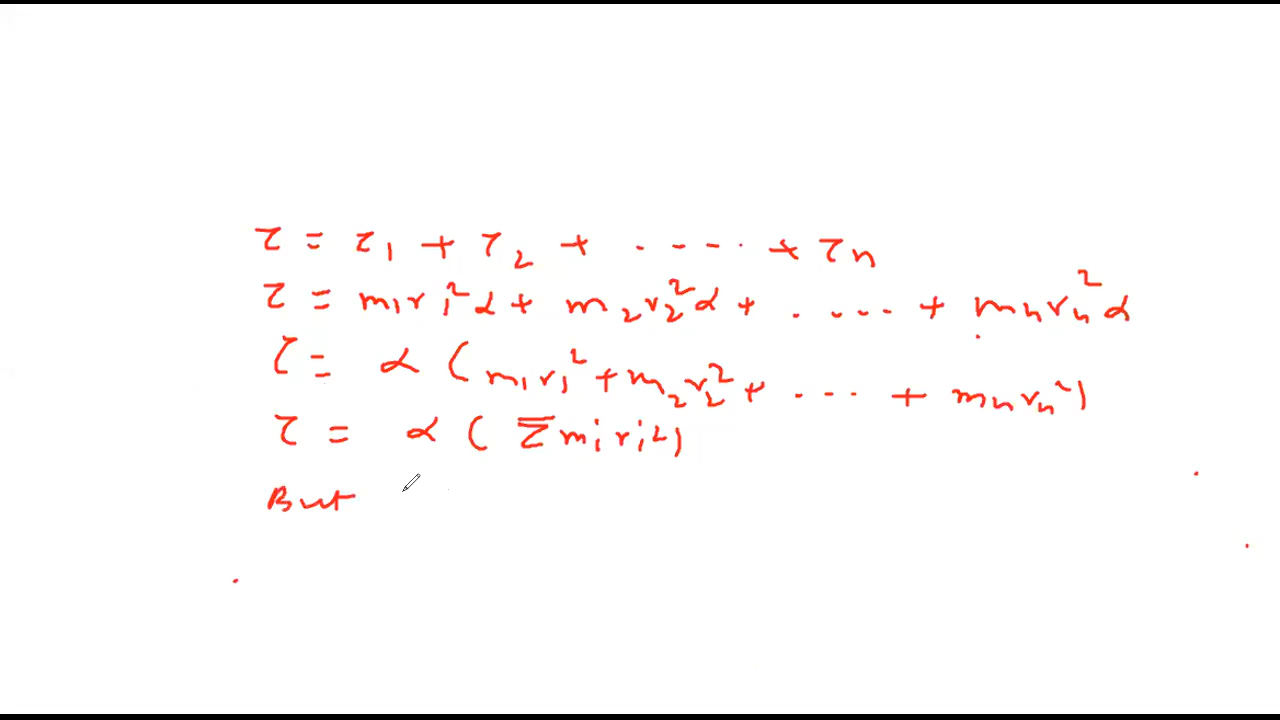 τ = τ₁ + τ₂ + ..... + τn
τ = m₁r₁²α + m₂r₂²α + ..... + mnrn²α
τ = α (m₁r₁² + m₂r₂² + .... + mnrn²)
τ = α (Σmiri²)
But